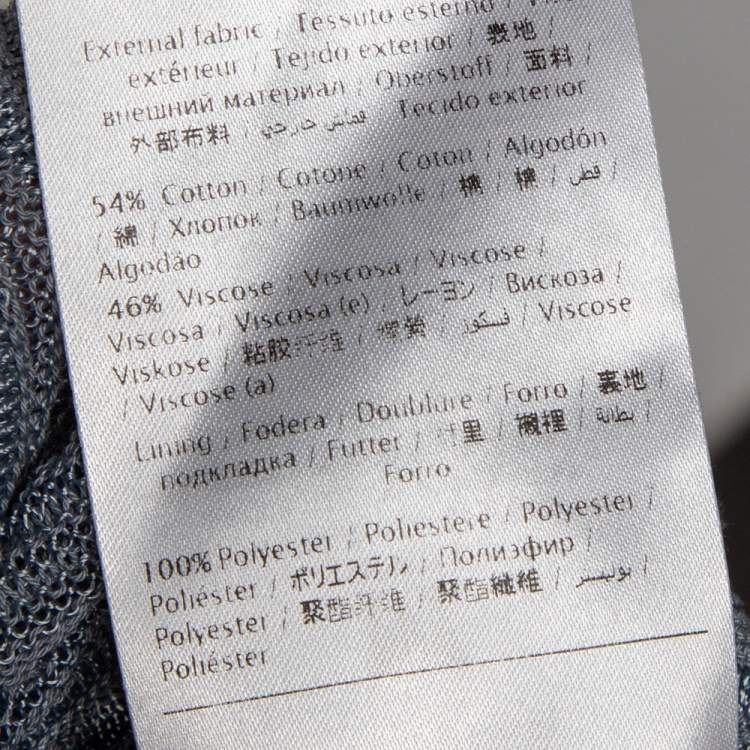 External fabric / Tessuto esterno /
extérieur / Tejido exterior / 表地 /
внешний материал / Oberstoff / 面料 /
外部布料 / قماش خارجي / Tecido exterior
54% Cotton / Cotone / Coton / Algodón
/ 綿 / Хлопок / Baumwolle / 棉 / 棉 / قطن /
Algodão
46% Viscose / Viscosa / Viscose /
Viscosa / Viscosa (e) / レーヨン / Вискоза /
Viskose / 粘胶纤维 / / فسكوز / Viscose
/ Viscose (a)
Lining / Fodera / Doublure / Forro / 裏地 /
подкладка / Futter / 衬里 / 襯裡 / بطانة /
Forro
100% Polyester / Poliestere / Polyester /
Poliéster / ポリエステル / Полиэфир /
Polyester / 聚酯纤维 / 聚酯纖維 / بوليستر /
Poliéster